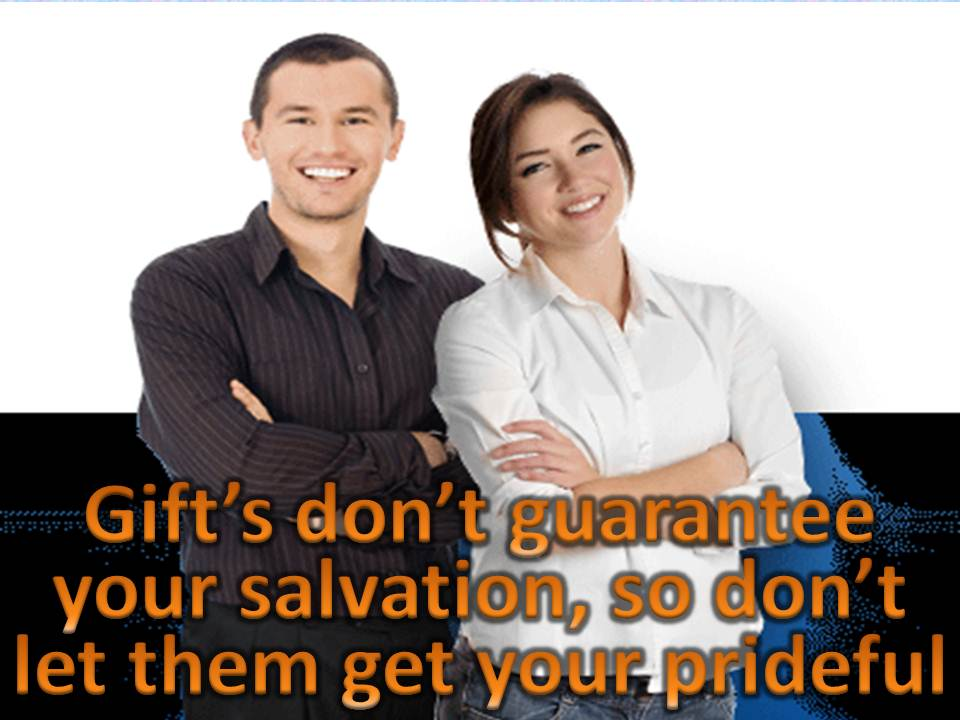 Gift’s don’t guarantee
your salvation, so don’t
let them get your prideful